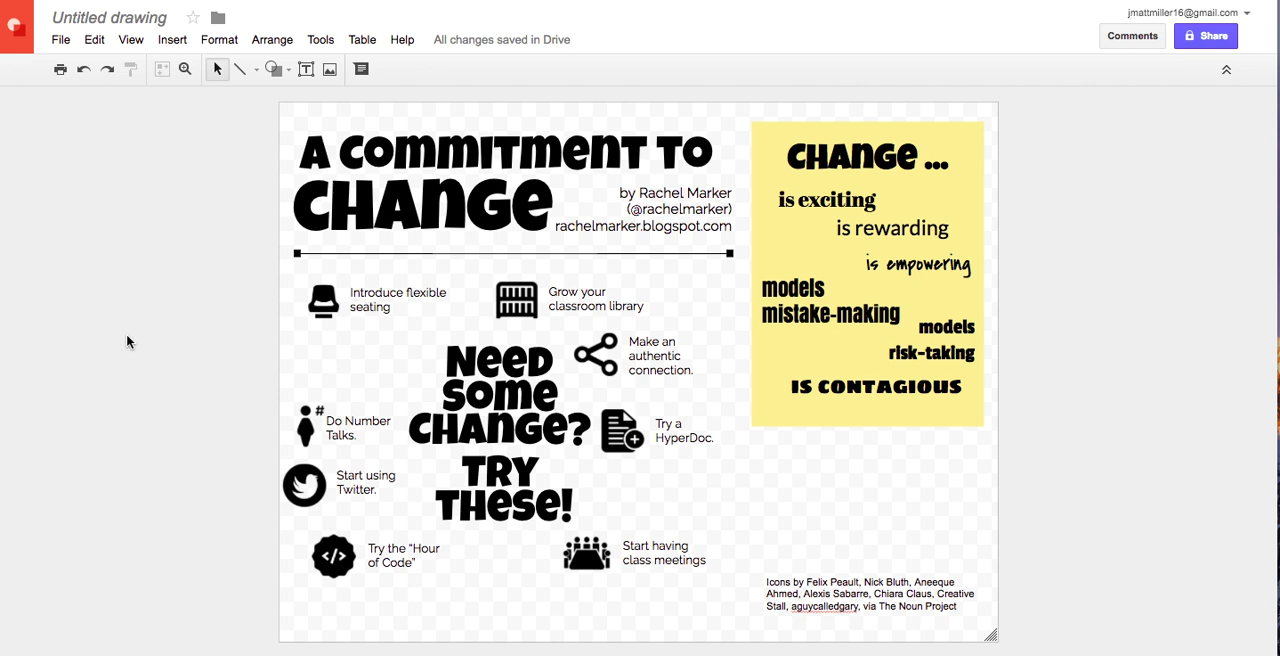 Untitled drawing
jmattmiller16@gmail.com
File Edit View Insert Format Arrange Tools Table Help All changes saved in Drive
Comments
Share
A COMMITMENT TO
CHANGE
by Rachel Marker
(@rachelmarker)
rachelmarker.blogspot.com
Introduce flexible
seating
Grow your
classroom library
Make an
authentic
connection.
Need
some
change?
Try
these!
#
Do Number
Talks.
Try a
HyperDoc.
Start using
Twitter.
</>
Try the “Hour
of Code”
Start having
class meetings
Change ...
is exciting
is rewarding
is empowering
models
mistake-making
models
risk-taking
IS CONTAGIOUS
Icons by Felix Peault, Nick Bluth, Aneeque
Ahmed, Alexis Sabarre, Chiara Claus, Creative
Stall, aguycalledgary, via The Noun Project